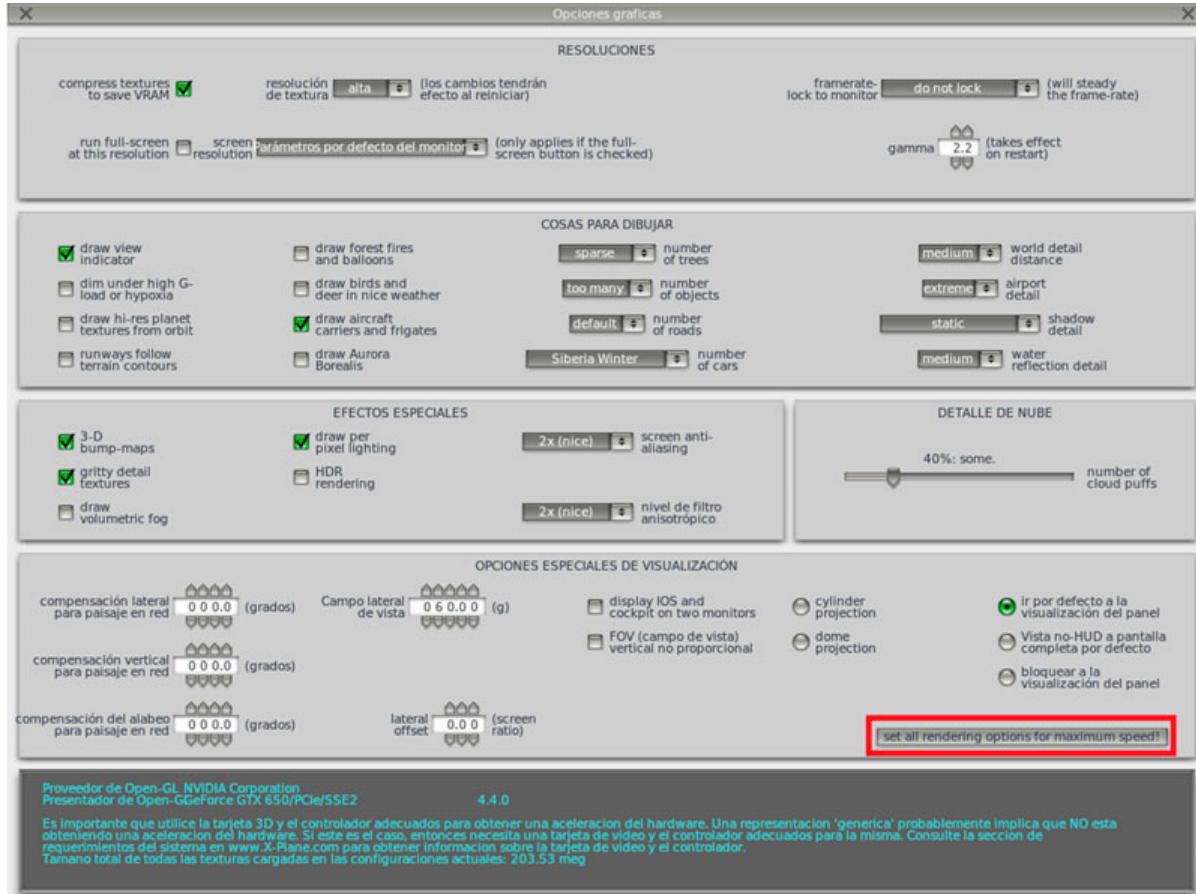 Opciones graficas
RESOLUCIONES
compress textures
to save VRAM
resolución
de textura
alta
(los cambios tendrán
efecto al reiniciar)
framerate-
lock to monitor
do not lock
(will steady
the frame-rate)
run full-screen
at this resolution
screen
resolution
Parámetros por defecto del monitor
(only applies if the full-
screen button is checked)
gamma
2.2
(takes effect
on restart)
COSAS PARA DIBUJAR
draw view
indicator
draw forest fires
and balloons
sparse
number
of trees
medium
world detail
distance
dim under high G-
load or hypoxia
draw birds and
deer in nice weather
too many
number
of objects
extreme
airport
detail
draw hi-res planet
textures from orbit
draw aircraft
carriers and frigates
default
number
of roads
static
shadow
detail
runways follow
terrain contours
draw Aurora
Borealis
Siberia Winter
number
of cars
medium
water
reflection detail
EFECTOS ESPECIALES
3-D
bump-maps
draw per
pixel lighting
2x (nice)
screen anti-
aliasing
gritty detail
textures
HDR
rendering
draw
volumetric fog
2x (nice)
nivel de filtro
anisotrópico
DETALLE DE NUBE
40%: some.
number of
cloud puffs
OPCIONES ESPECIALES DE VISUALIZACIÓN
compensación lateral
para paisaje en red
0 0 0.0
(grados)
Campo lateral
de vista
0 6 0.0 0
(g)
display IOS and
cockpit on two monitors
cylinder
projection
ir por defecto a la
visualización del panel
FOV (campo de vista)
vertical no proporcional
dome
projection
Vista no-HUD a pantalla
completa por defecto
compensación vertical
para paisaje en red
0 0 0.0
(grados)
bloquear a la
visualización del panel
compensación del alabeo
para paisaje en red
0 0 0.0
(grados)
lateral
offset
0.0 0
(screen
ratio)
set all rendering options for maximum speed!
Proveedor de Open-GL NVIDIA Corporation
Presentador de Open-GGeForce GTX 650/PCIe/SSE2 4.4.0
Es importante que utilice la tarjeta 3D y el controlador adecuados para obtener una aceleracion del hardware. Una representacion 'generica' probablemente implica que NO esta
obteniendo una aceleracion del hardware. Si este es el caso, entonces necesita una tarjeta de video y el controlador adecuados para la misma. Consulte la seccion de
requerimientos del sistema en www.X-Plane.com para obtener informacion sobre la tarjeta de video y el controlador.
Tamano total de todas las texturas cargadas en las configuraciones actuales: 203.53 meg